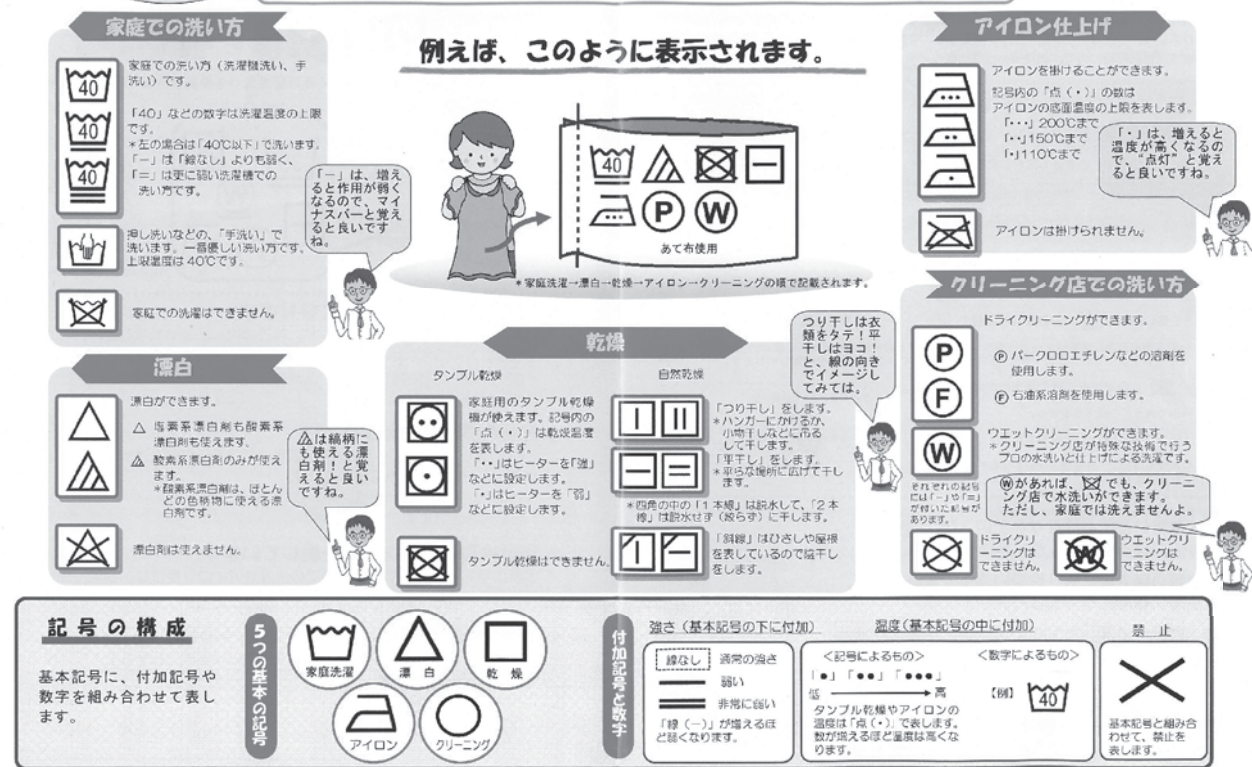 家庭での洗い方
40
家庭での洗い方(洗濯機洗い、手
洗い)です。
40
「40」などの数字は洗濯温度の上限
です。
*左の場合は「40℃以下」で洗います。
40
「-」は「線なし」よりも弱く、
「=」は更に弱い洗濯機での
洗い方です。
「-」は、増え
ると作用が弱く
なるので、マイ
ナスバーと覚え
ると良いです
ね。
押し洗いなどの、「手洗い」で
洗います。一番優しい洗い方です。
上限温度は40℃です。
家庭での洗濯はできません。
例えば、このように表示されます。
40
P W
あて布使用
*家庭洗濯→漂白→乾燥→アイロン→クリーニングの順で記載されます。
アイロン仕上げ
アイロンを掛けることができます。
記号内の「点(・)」の数は
アイロンの底面温度の上限を表します。
「・・・」200℃まで
「・・」150℃まで
「・」110℃まで
「・」は、増えると
温度が高くなるの
で、“点灯”と覚え
ると良いですね。
アイロンは掛けられません。
漂白
漂白ができます。
△ 塩素系漂白剤も酸素系
漂白剤も使えます。
酸素系漂白剤のみが使え
ます。
*酸素系漂白剤は、ほとん
どの色柄物に使える漂
白剤です。
は縞柄に
も使える漂
白剤!と覚
えると良い
ですね。
漂白剤は使えません。
乾燥
タンブル乾燥
家庭用のタンブル乾燥
機が使えます。記号内の
「点(・)」は乾燥温度
を表します。
「・・」はヒーターを「強」
などに設定します。
「・」はヒーターを「弱」
などに設定します。
タンブル乾燥はできません。
自然乾燥
「つり干し」をします。
*ハンガーにかけるか、
小物干しなどに吊る
して干します。
「平干し」をします。
*平らな場所に広げて干し
ます。
*四角の中の「1本線」は脱水して、「2本
線」は脱水せず(絞らず)に干します。
「斜線」はひさしや屋根
を表しているので陰干し
をします。
つり干しは衣
類をタテ!平
干しはヨコ!
と、線の向き
でイメージし
てみては。
クリーニング店での洗い方
ドライクリーニングができます。
P
Ⓟ パークロロエチレンなどの溶剤を
使用します。
F
Ⓕ 石油系溶剤を使用します。
W
ウエットクリーニングができます。
*クリーニング店が特殊な技術で行う
プロの水洗いと仕上げによる洗濯です。
それぞれの記号
には「-」や「=」
が付いた記号が
あります。
Ⓦがあれば、でも、クリーニ
ング店で水洗いができます。
ただし、家庭では洗えませんよ。
ドライクリ
ーニングは
できません。
W
ウエットクリ
ーニングは
できません。
記号の構成
基本記号に、付加記号や
数字を組み合わせて表し
ます。
5つの基本の記号
家庭洗濯
漂白
乾燥
アイロン
クリーニング
付加記号と数字
強さ(基本記号の下に付加)
線なし 通常の強さ
弱い
非常に弱い
「線(-)」が増えるほ
ど弱くなります。
温度(基本記号の中に付加)
<記号によるもの>
「●」「●●」「●●●」
低 → 高
タンブル乾燥やアイロンの
温度は「点(・)」で表します。
数が増えるほど温度は高くな
ります。
<数字によるもの>
【例】 40
禁止
基本記号と組み合
わせて、禁止を
表します。